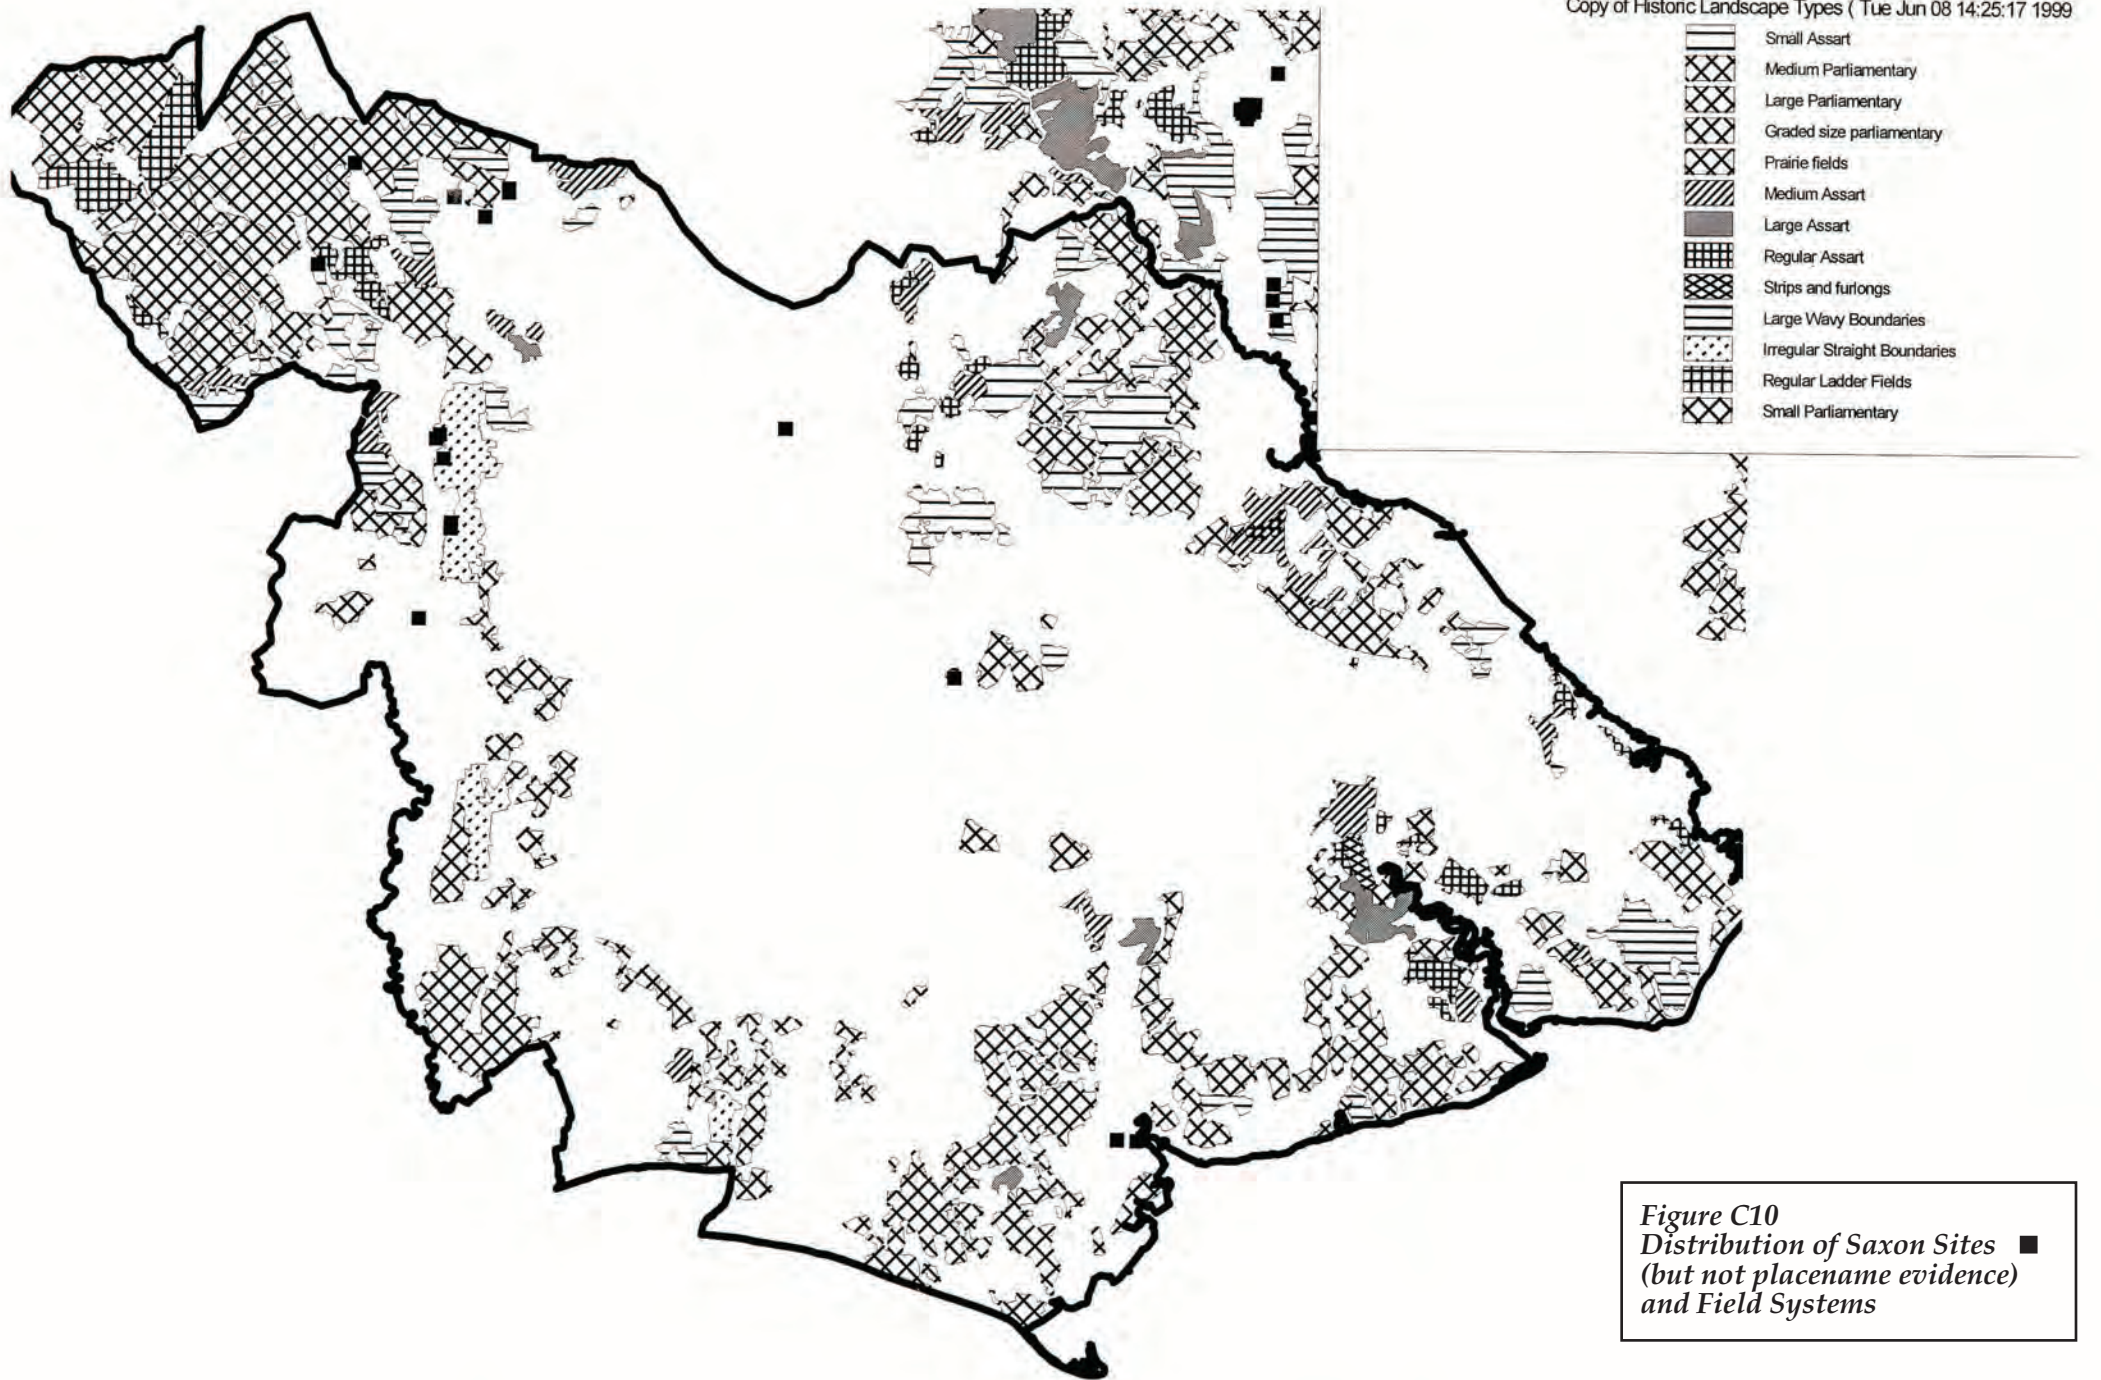 Copy of Historic Landscape Types ( Tue Jun 08 14:25:17 1999
Small Assart
Medium Parliamentary
Large Parliamentary
Graded size parliamentary
Prairie fields
Medium Assart
Large Assart
Regular Assart
Strips and furlongs
Large Wavy Boundaries
Irregular Straight Boundaries
Regular Ladder Fields
Small Parliamentary
Figure C10
Distribution of Saxon Sites
(but not placename evidence)
and Field Systems